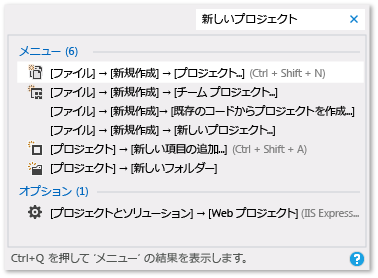 新しいプロジェクト
メニュー (6)
[ファイル] → [新規作成] → [プロジェクト...] (Ctrl + Shift + N)
[ファイル] → [新規作成] → [チーム プロジェクト...]
[ファイル] → [新規作成]→ [既存のコードからプロジェクトを作成...]
[ファイル] → [新規作成] → [新しいプロジェクト...]
[プロジェクト] → [新しい項目の追加...] (Ctrl + Shift + A)
[プロジェクト] → [新しいフォルダー]
オプション (1)
[プロジェクトとソリューション] → [Web プロジェクト] (IIS Express...
Ctrl+Q を押して 'メニュー' の結果を表示します。